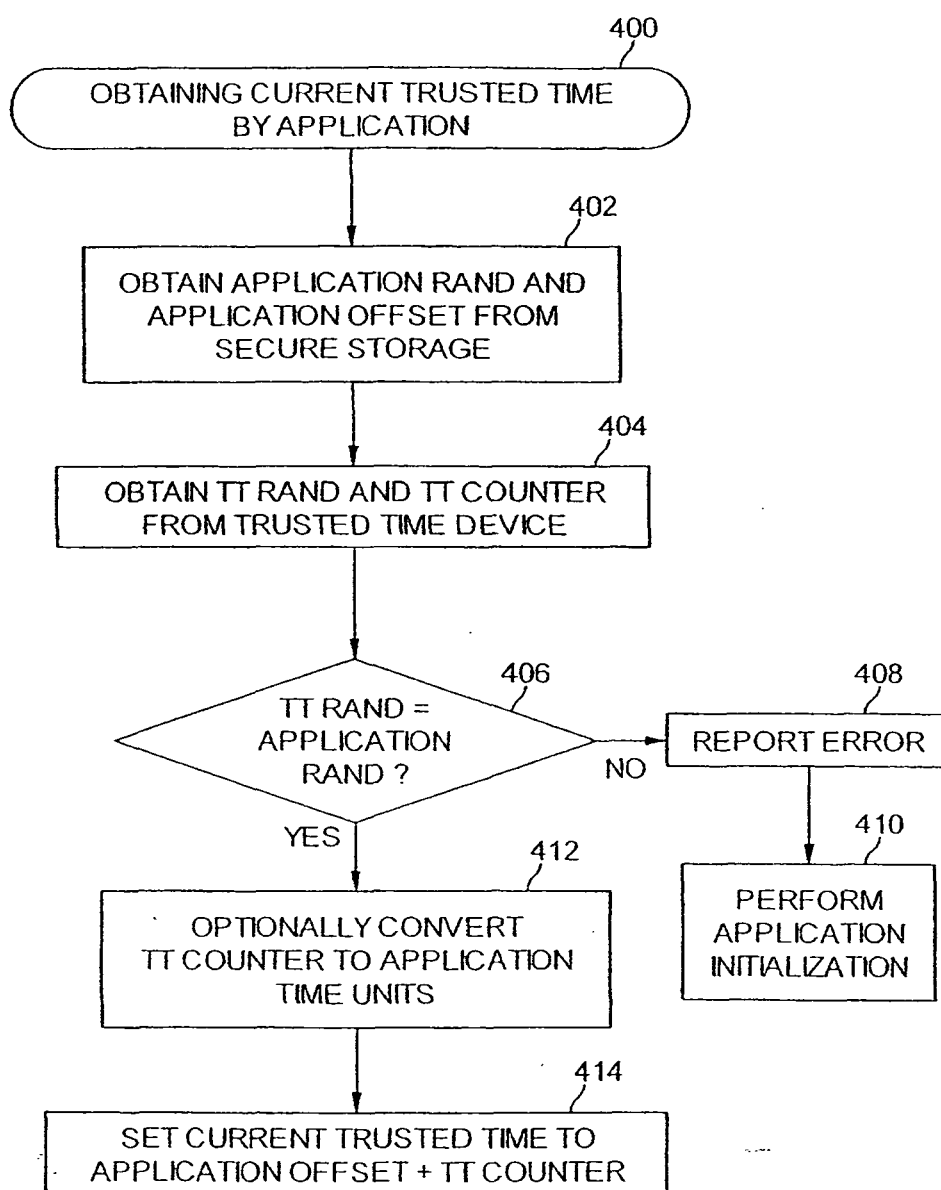 400
OBTAINING CURRENT TRUSTED TIME
BY APPLICATION
402
OBTAIN APPLICATION RAND AND
APPLICATION OFFSET FROM
SECURE STORAGE
404
OBTAIN TT RAND AND TT COUNTER
FROM TRUSTED TIME DEVICE
406
TT RAND =
APPLICATION
RAND ?
NO
YES
408
REPORT ERROR
410
PERFORM
APPLICATION
INITIALIZATION
412
OPTIONALLY CONVERT
TT COUNTER TO APPLICATION
TIME UNITS
414
SET CURRENT TRUSTED TIME TO
APPLICATION OFFSET + TT COUNTER